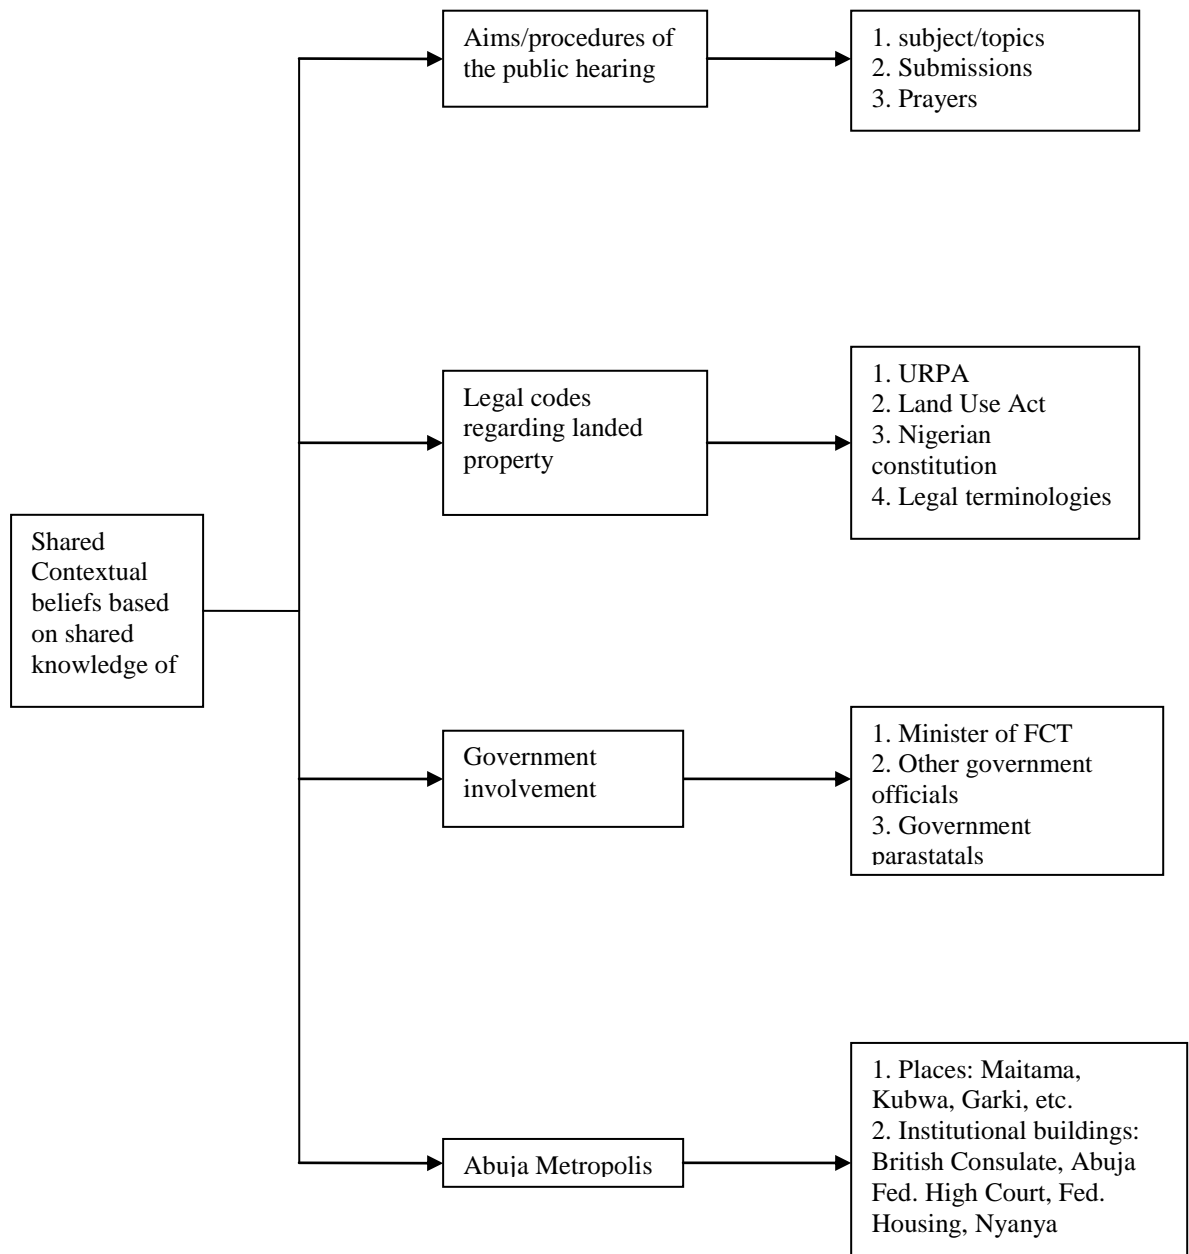 Aims/procedures of
the public hearing
1. subject/topics
2. Submissions
3. Prayers
Legal codes
regarding landed
property
1. URPA
2. Land Use Act
3. Nigerian
constitution
4. Legal terminologies
Shared
Contextual
beliefs based
on shared
knowledge of
Government
involvement
1. Minister of FCT
2. Other government
officials
3. Government
parastatals
Abuja Metropolis
1. Places: Maitama,
Kubwa, Garki, etc.
2. Institutional buildings:
British Consulate, Abuja
Fed. High Court, Fed.
Housing, Nyanya